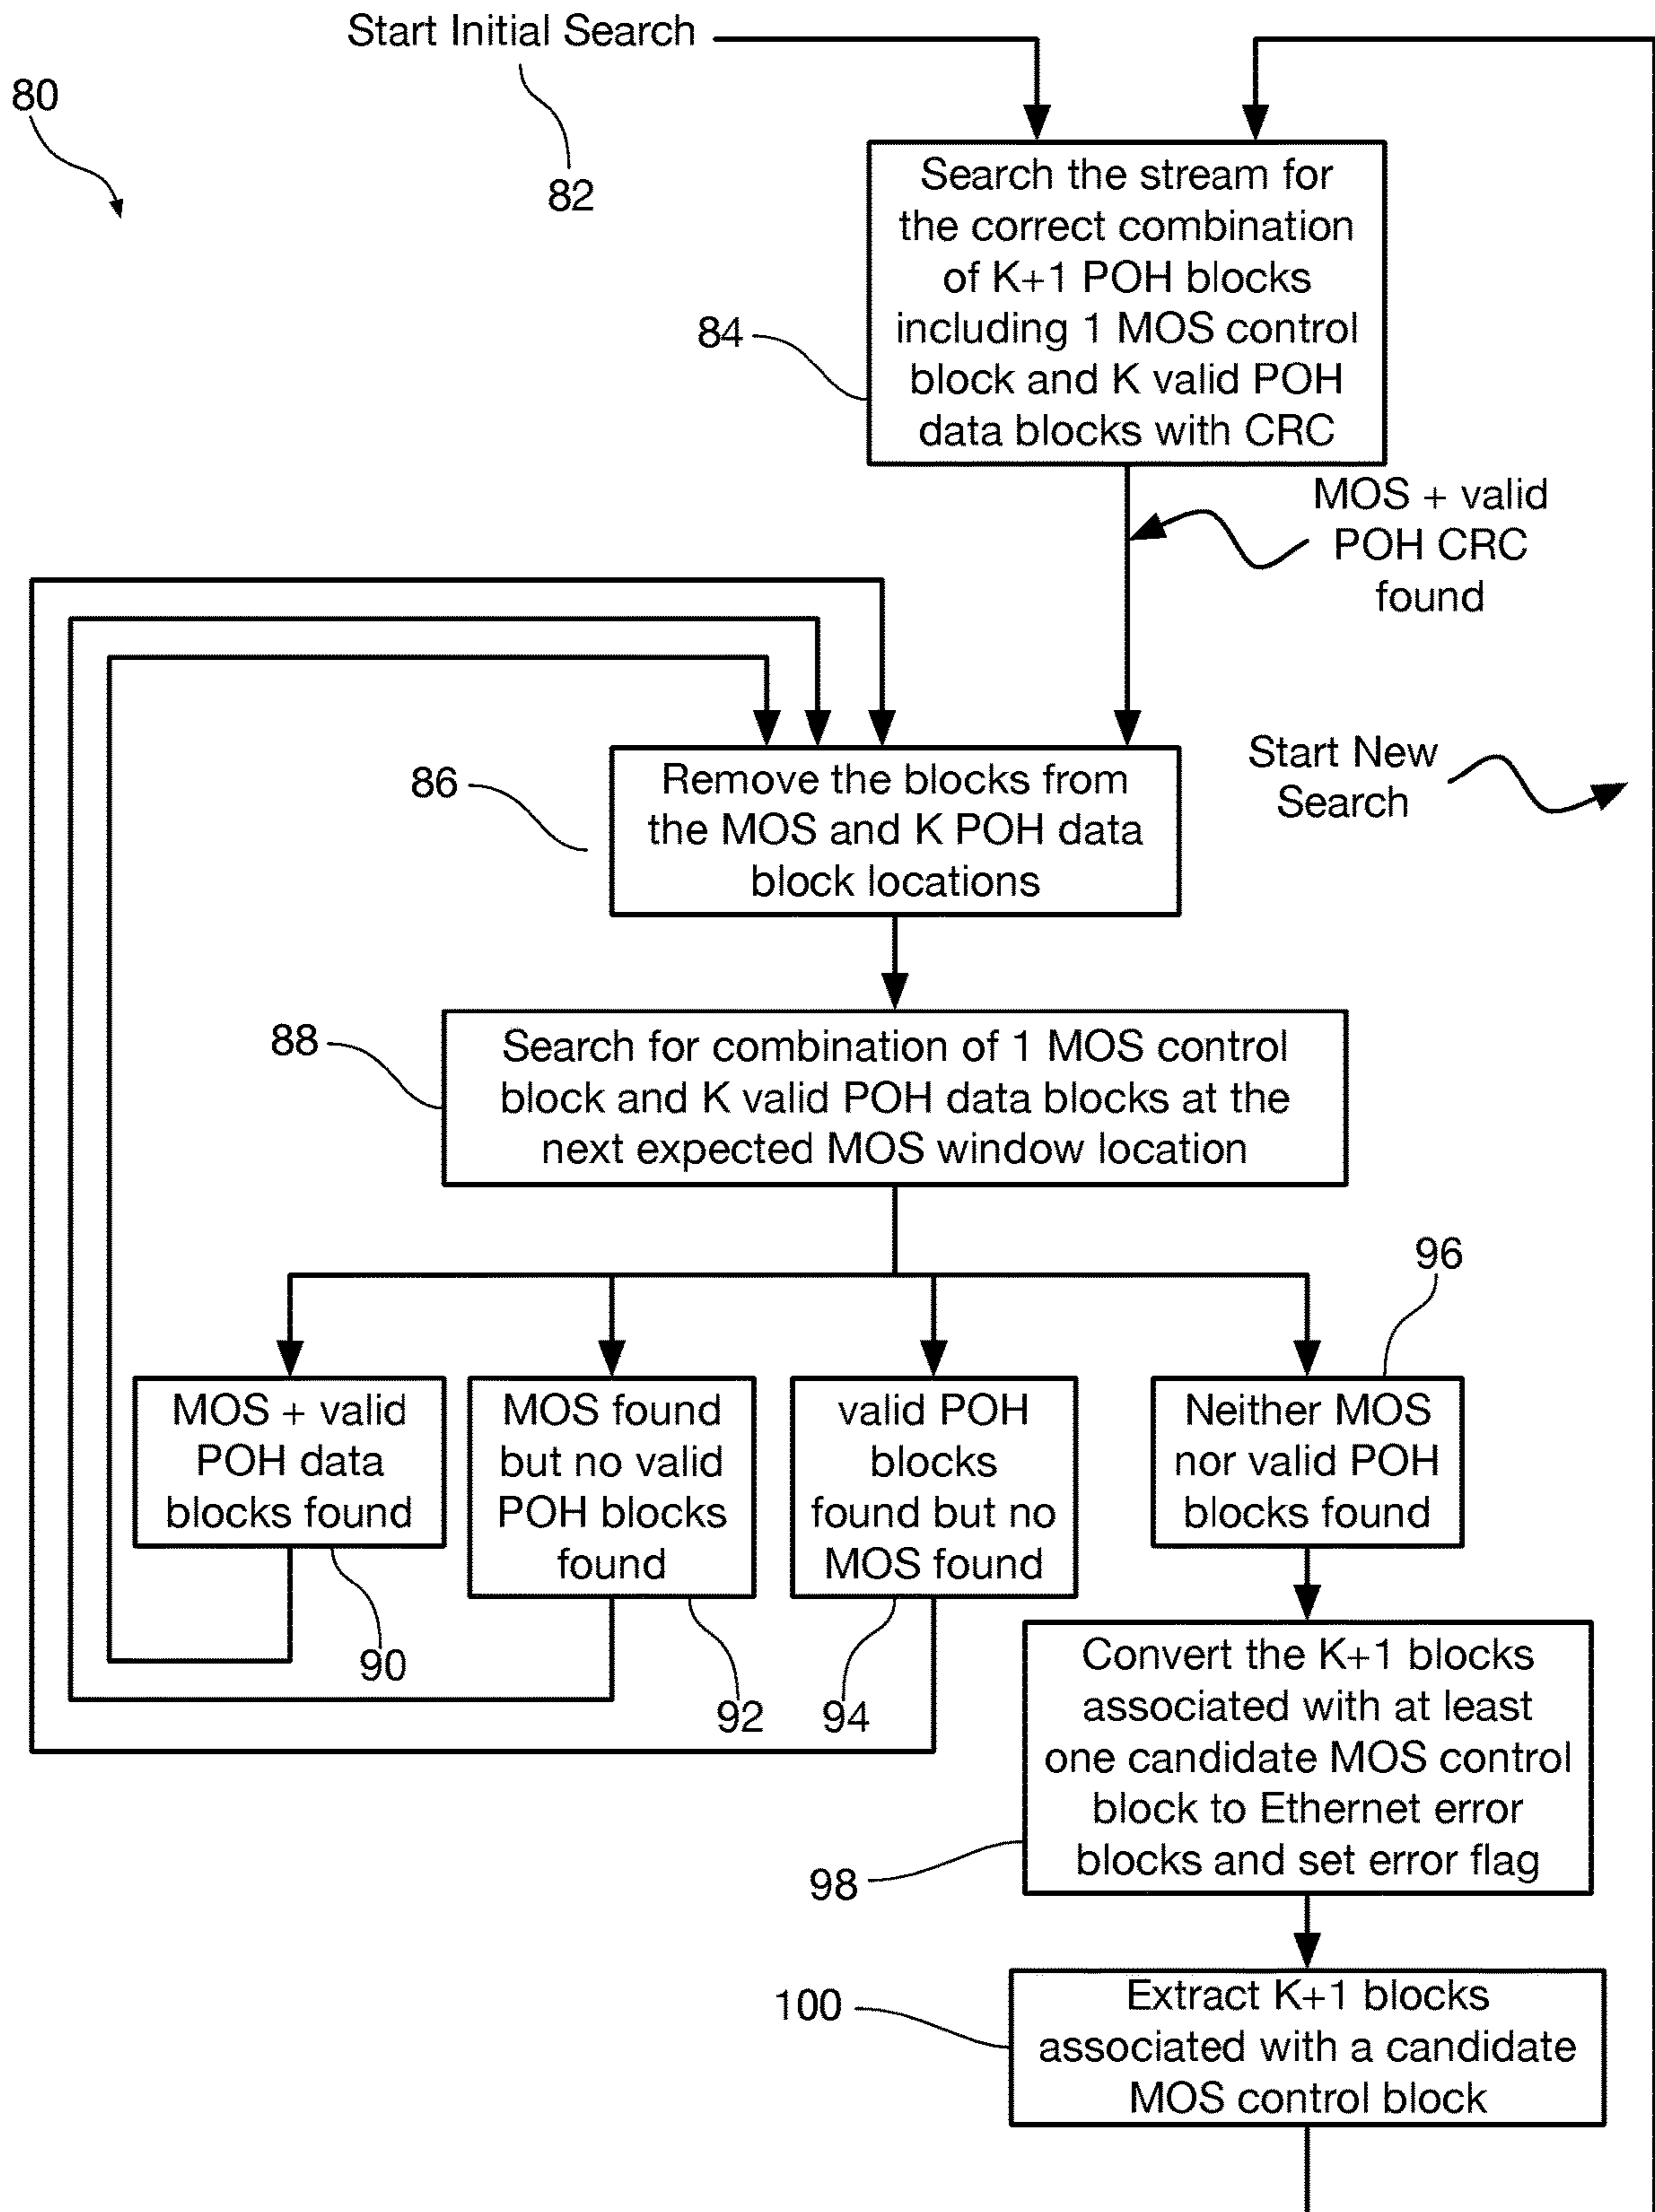 Start Initial Search
80
82
Search the stream for
the correct combination
of K+1 POH blocks
including 1 MOS control
block and K valid POH
data blocks with CRC
84
MOS + valid
POH CRC
found
Start New
Search
86
Remove the blocks from
the MOS and K POH data
block locations
88
Search for combination of 1 MOS control
block and K valid POH data blocks at the
next expected MOS window location
96
MOS + valid
POH data
blocks found
MOS found
but no valid
POH blocks
found
valid POH
blocks
found but no
MOS found
Neither MOS
nor valid POH
blocks found
90
92
94
Convert the K+1 blocks
associated with at least
one candidate MOS control
block to Ethernet error
blocks and set error flag
98
100
Extract K+1 blocks
associated with a candidate
MOS control block